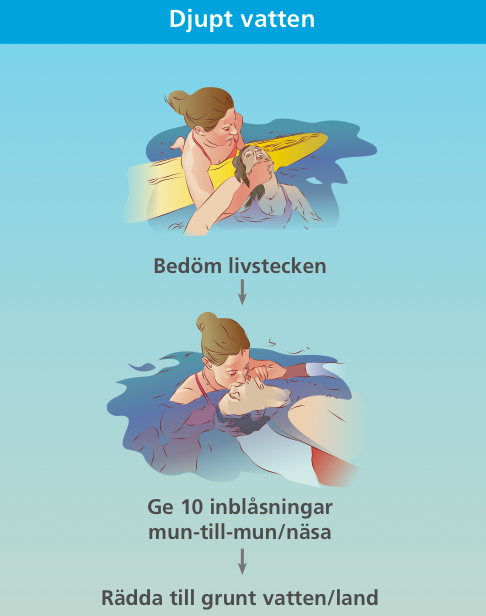 Djupt vatten
Bedöm livstecken
Ge 10 inblåsningar
mun-till-mun/näsa
Rädda till grunt vatten/land